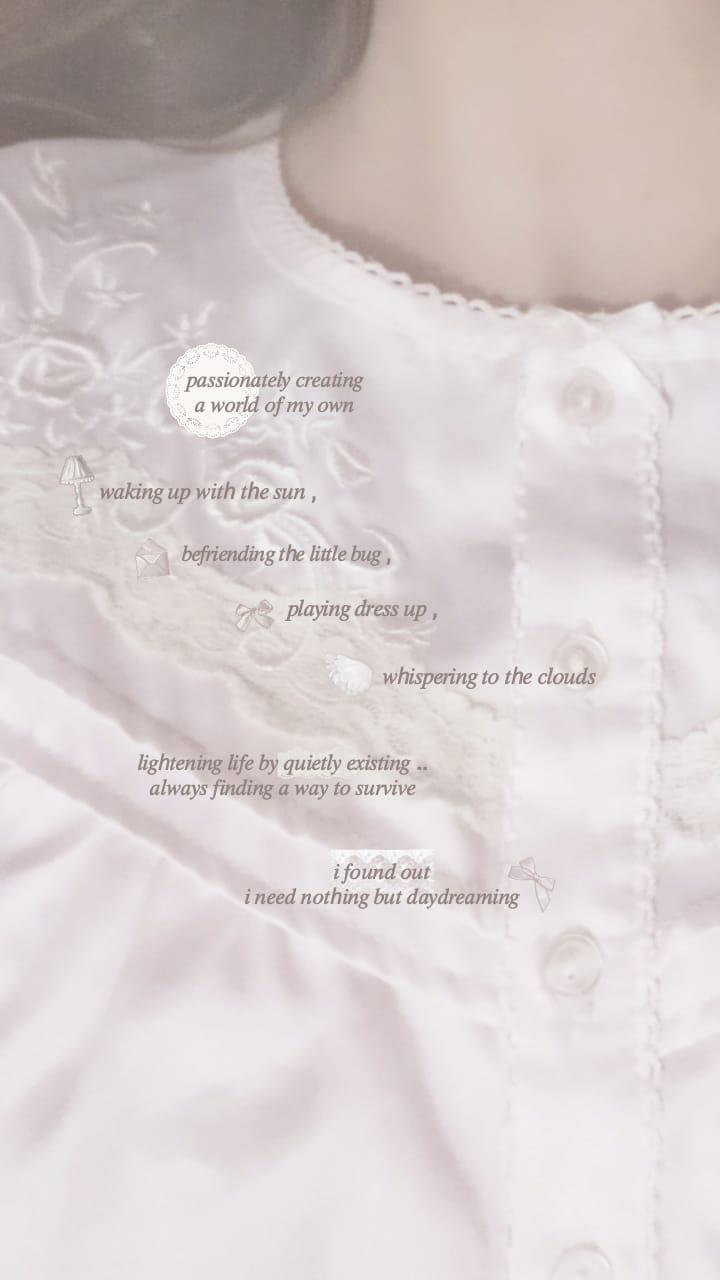 passionately creating
a world of my own
waking up with the sun ,
befriending the little bug ,
playing dress up ,
whispering to the clouds
lightening life by quietly existing ..
always finding a way to survive
i found out
i need nothing but daydreaming